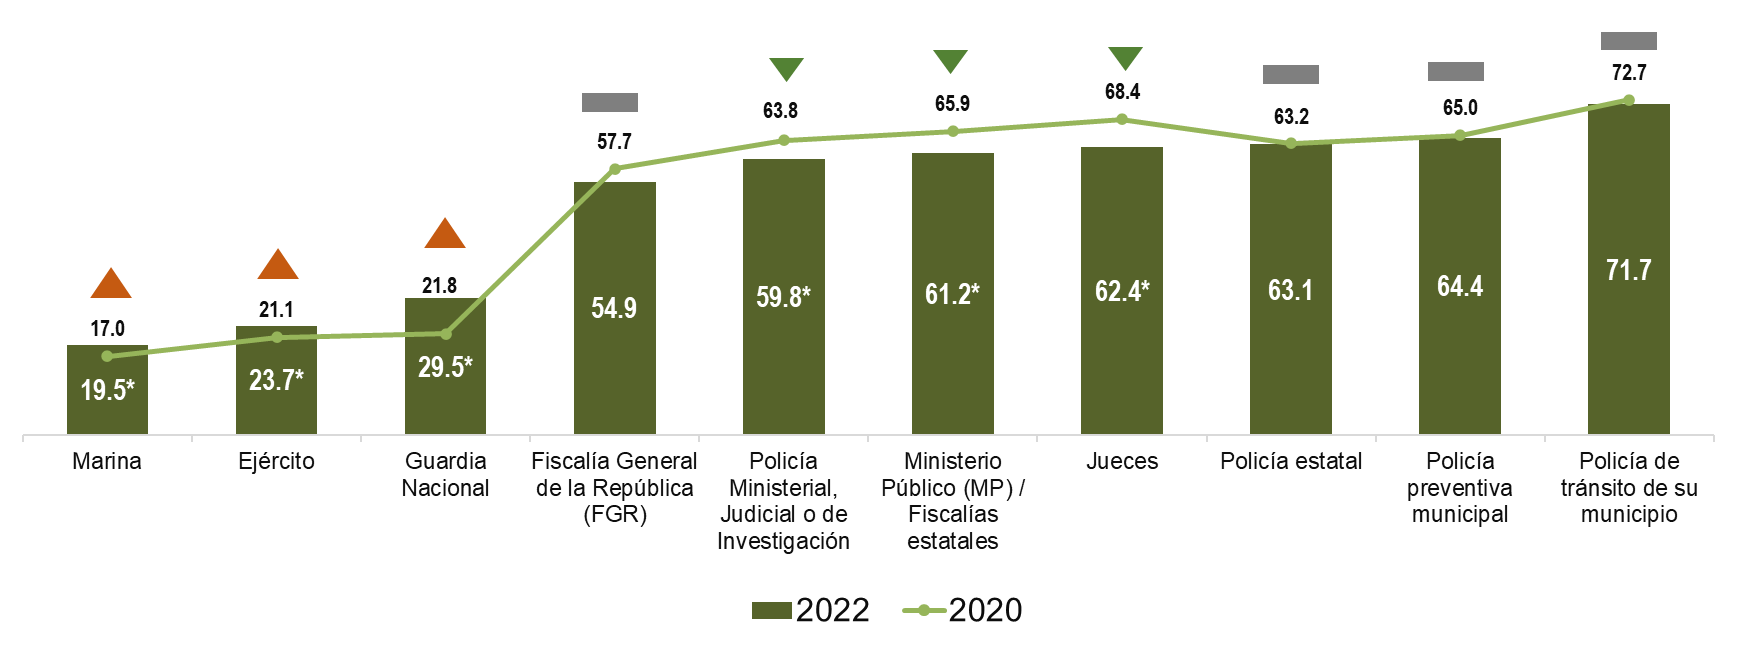 72.7
68.4
63.8
65.9
65.0
63.2
57.7
21.8
21.1
17.0
19.5*
23.7*
29.5*
54.9
59.8*
61.2*
62.4*
63.1
64.4
71.7
Marina
Ejército
Guardia
Nacional
Fiscalía General
de la República
(FGR)
Policía
Ministerial,
Judicial o de
Investigación
Ministerio
Público (MP) /
Fiscalías
estatales
Jueces
Policía estatal
Policía
preventiva
municipal
Policía de
tránsito de su
municipio
2022
2020